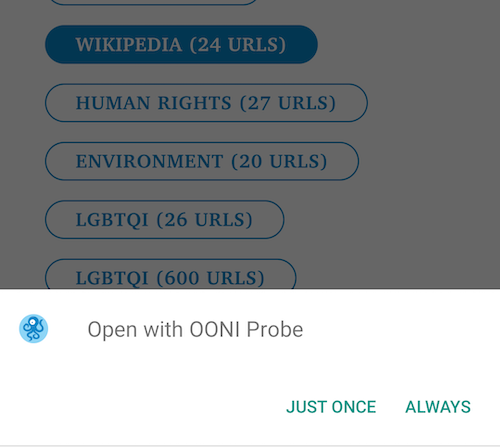 WIKIPEDIA (24 URLS)
HUMAN RIGHTS (27 URLS)
ENVIRONMENT (20 URLS)
LGBTQI (26 URLS)
LGBTQI (600 URLS)
Open with OONI Probe
JUST ONCE ALWAYS